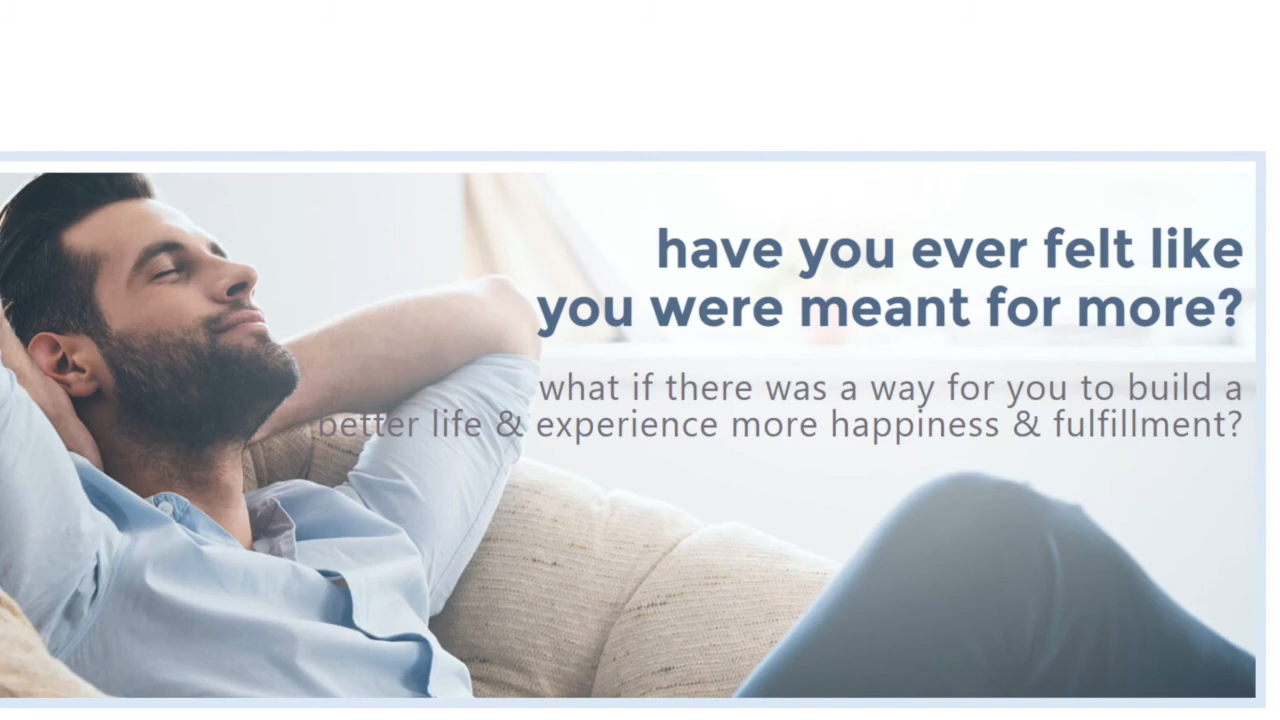 have you ever felt like
you were meant for more?
what if there was a way for you to build a
better life & experience more happiness & fulfillment?